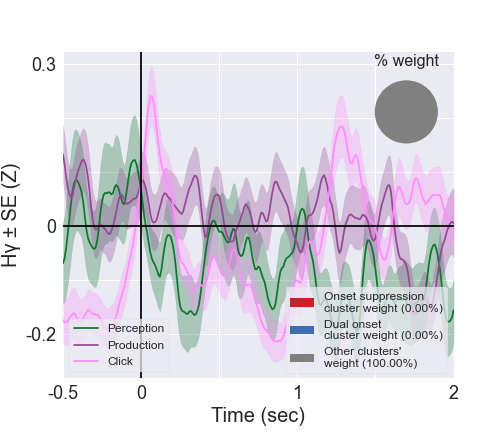 % weight
0.3
0
-0.2
Hγ ± SE (Z)
Onset suppression
cluster weight (0.00%)
Dual onset
cluster weight (0.00%)
Other clusters'
weight (100.00%)
Perception
Production
Click
-0.5
0
1
2
Time (sec)